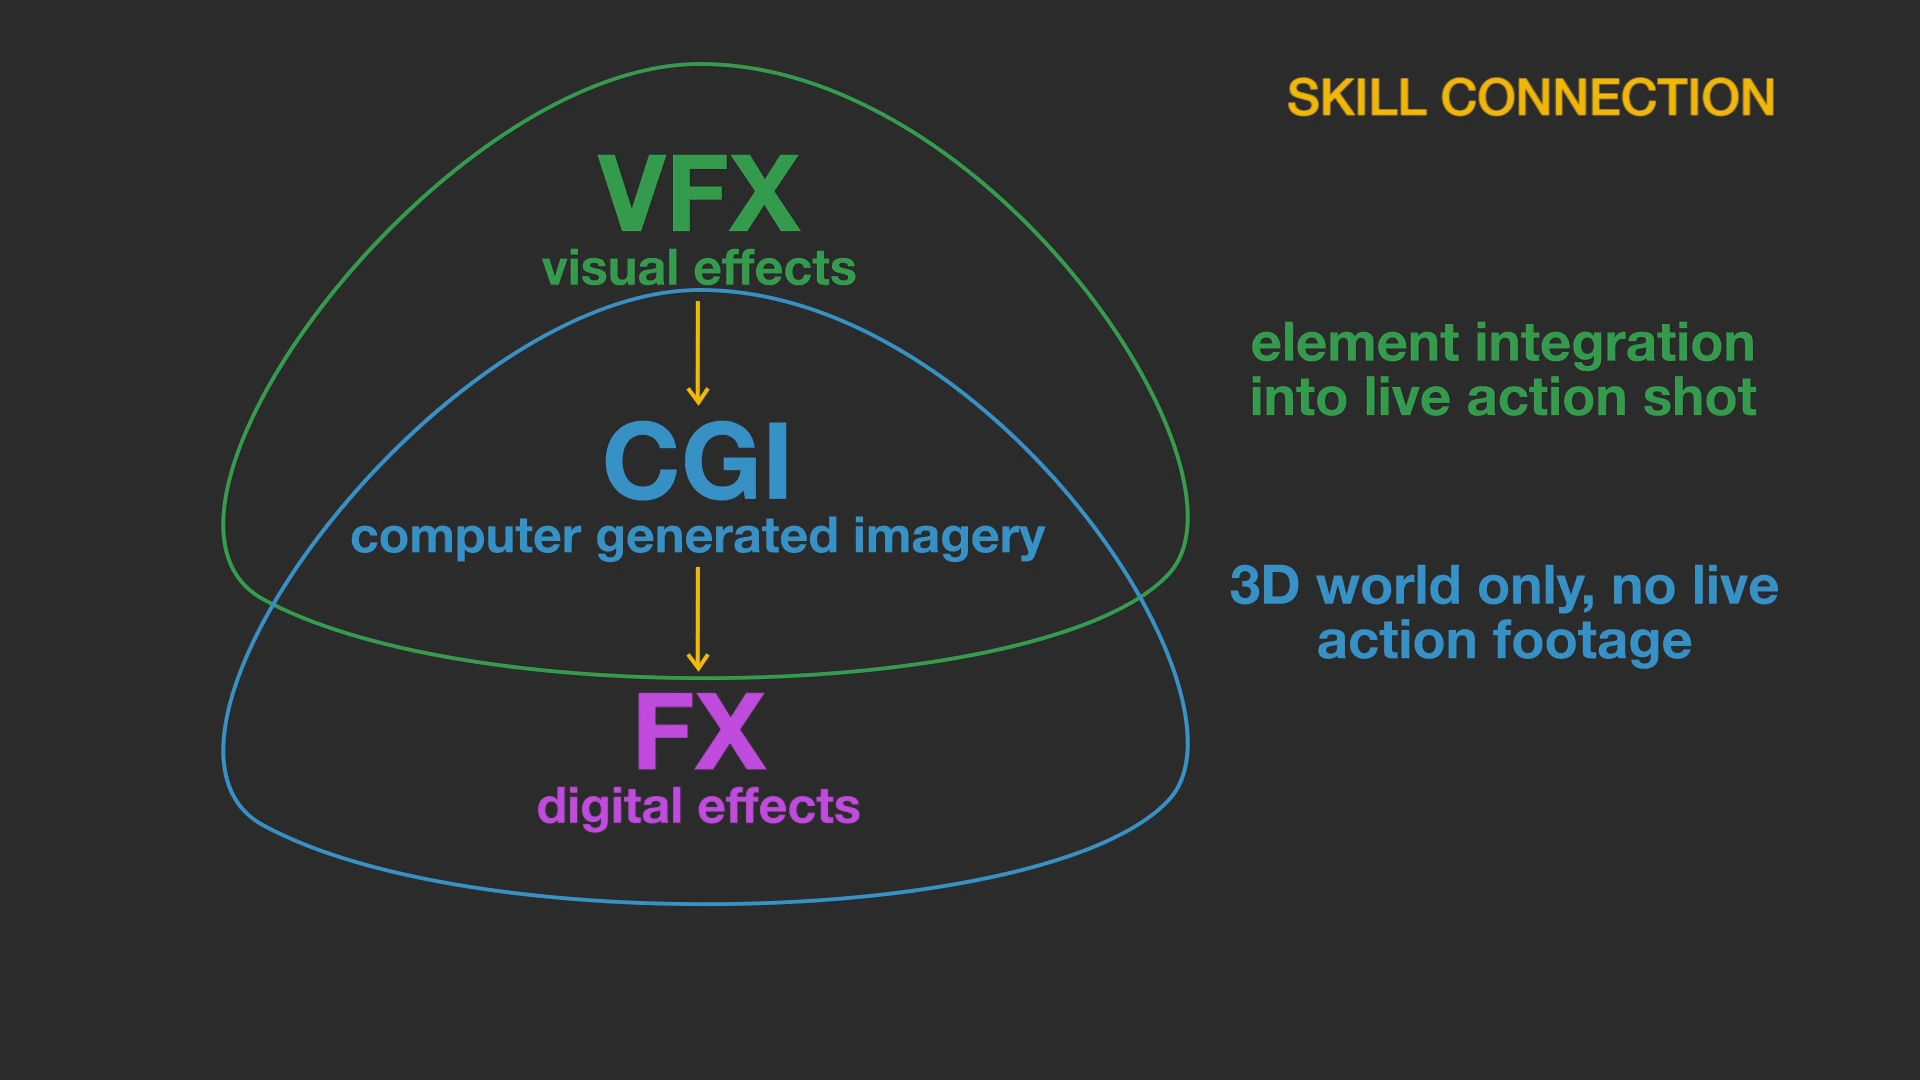 SKILL CONNECTION
VFX
visual effects
element integration
into live action shot
CGI
computer generated imagery
3D world only, no live
action footage
FX
digital effects